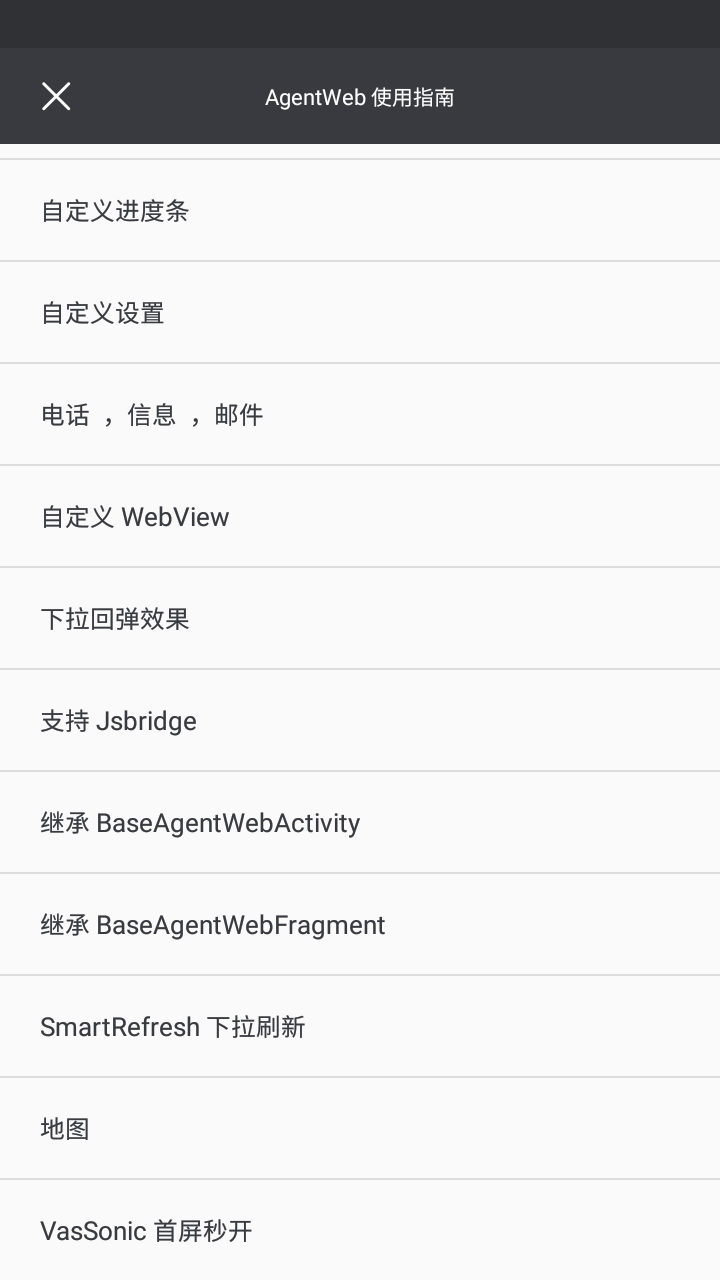 AgentWeb 使用指南
自定义进度条
自定义设置
电话 ，信息 ，邮件
自定义 WebView
下拉回弹效果
支持 Jsbridge
继承 BaseAgentWebActivity
继承 BaseAgentWebFragment
SmartRefresh 下拉刷新
地图
VasSonic 首屏秒开